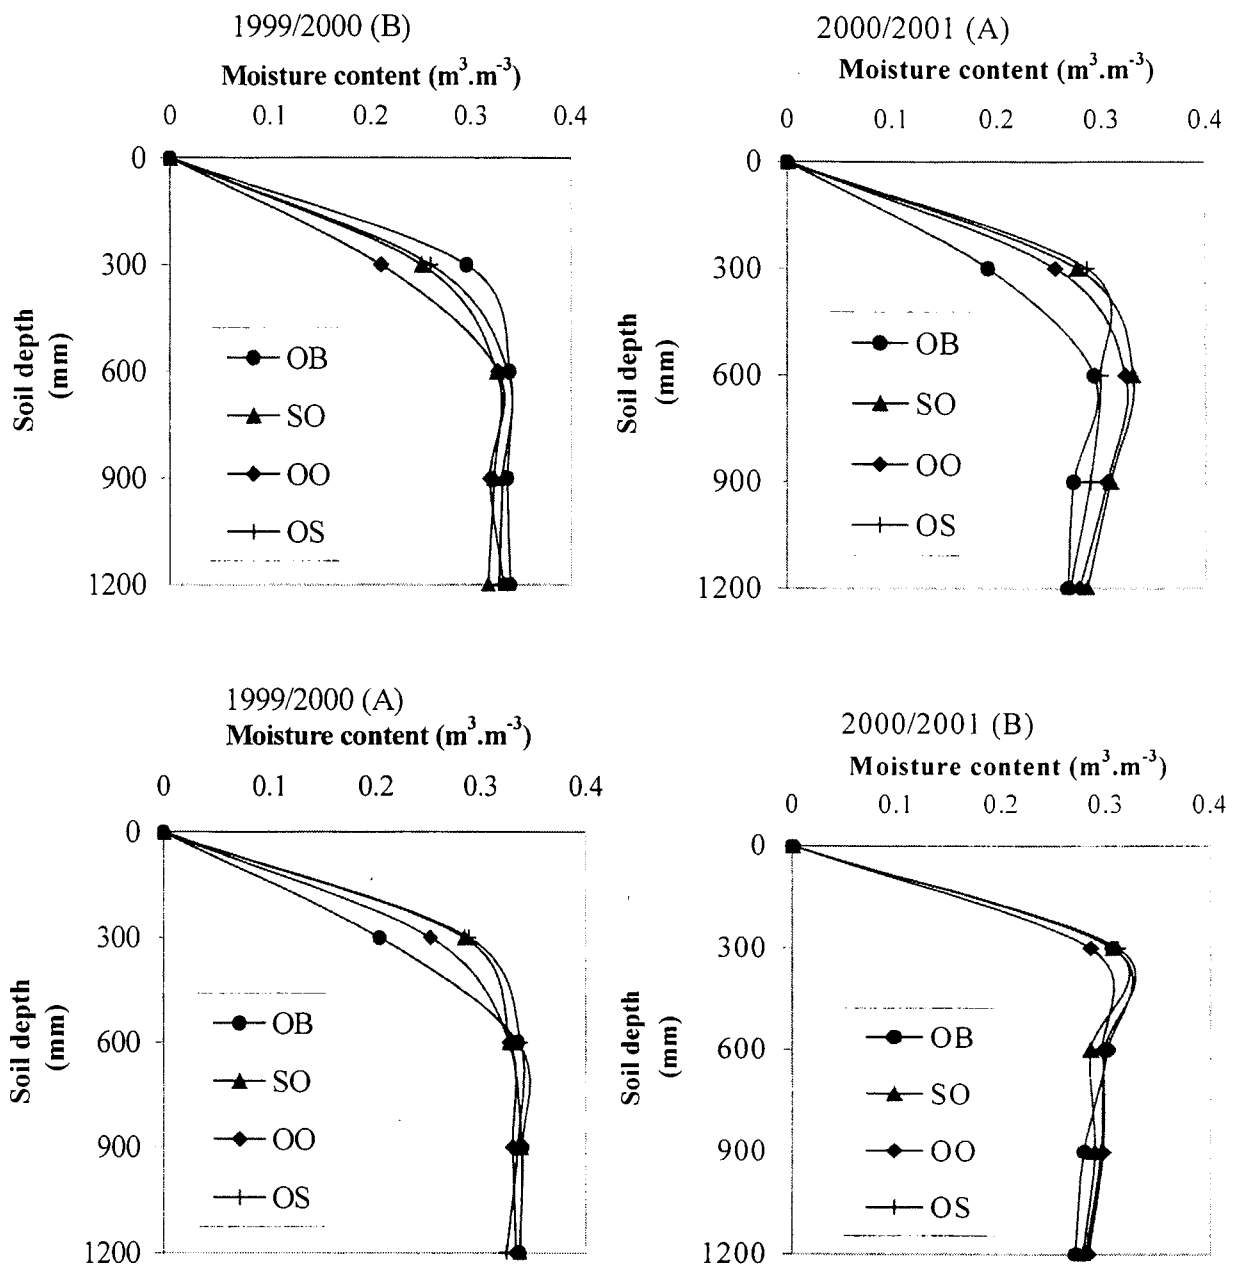 1999/2000 (B)
Moisture content (m³.m⁻³)
0 0.1 0.2 0.3 0.4
0
300
600
900
1200
Soil depth
(mm)
OB
SO
OO
OS
2000/2001 (A)
Moisture content (m³.m⁻³)
0 0.1 0.2 0.3 0.4
0
300
600
900
1200
Soil depth
(mm)
OB
SO
OO
OS
1999/2000 (A)
Moisture content (m³.m⁻³)
0 0.1 0.2 0.3 0.4
0
300
600
900
1200
Soil depth
(mm)
OB
SO
OO
OS
2000/2001 (B)
Moisture content (m³.m⁻³)
0 0.1 0.2 0.3 0.4
0
300
600
900
1200
Soil depth
(mm)
OB
SO
OO
OS